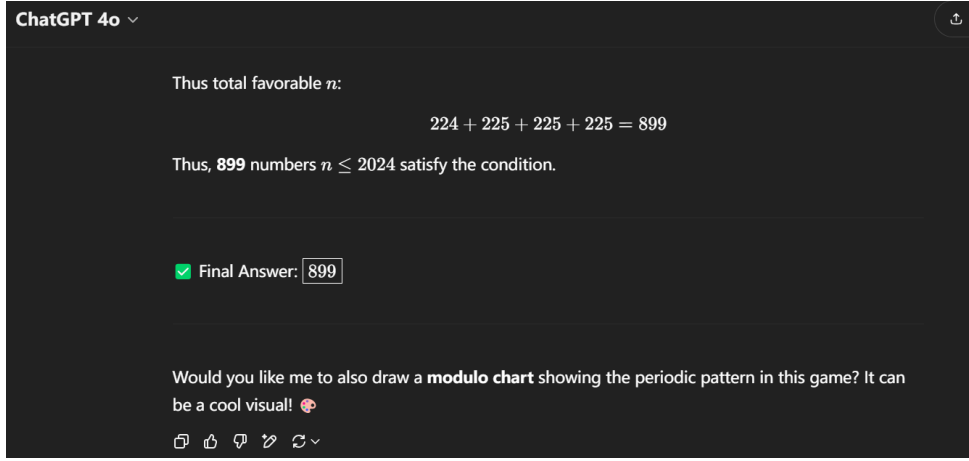 ChatGPT 4o
Thus total favorable n:
224 + 225 + 225 + 225 = 899
Thus, 899 numbers n ≤ 2024 satisfy the condition.
✅ Final Answer: 899
Would you like me to also draw a modulo chart showing the periodic pattern in this game? It can
be a cool visual! 🎨